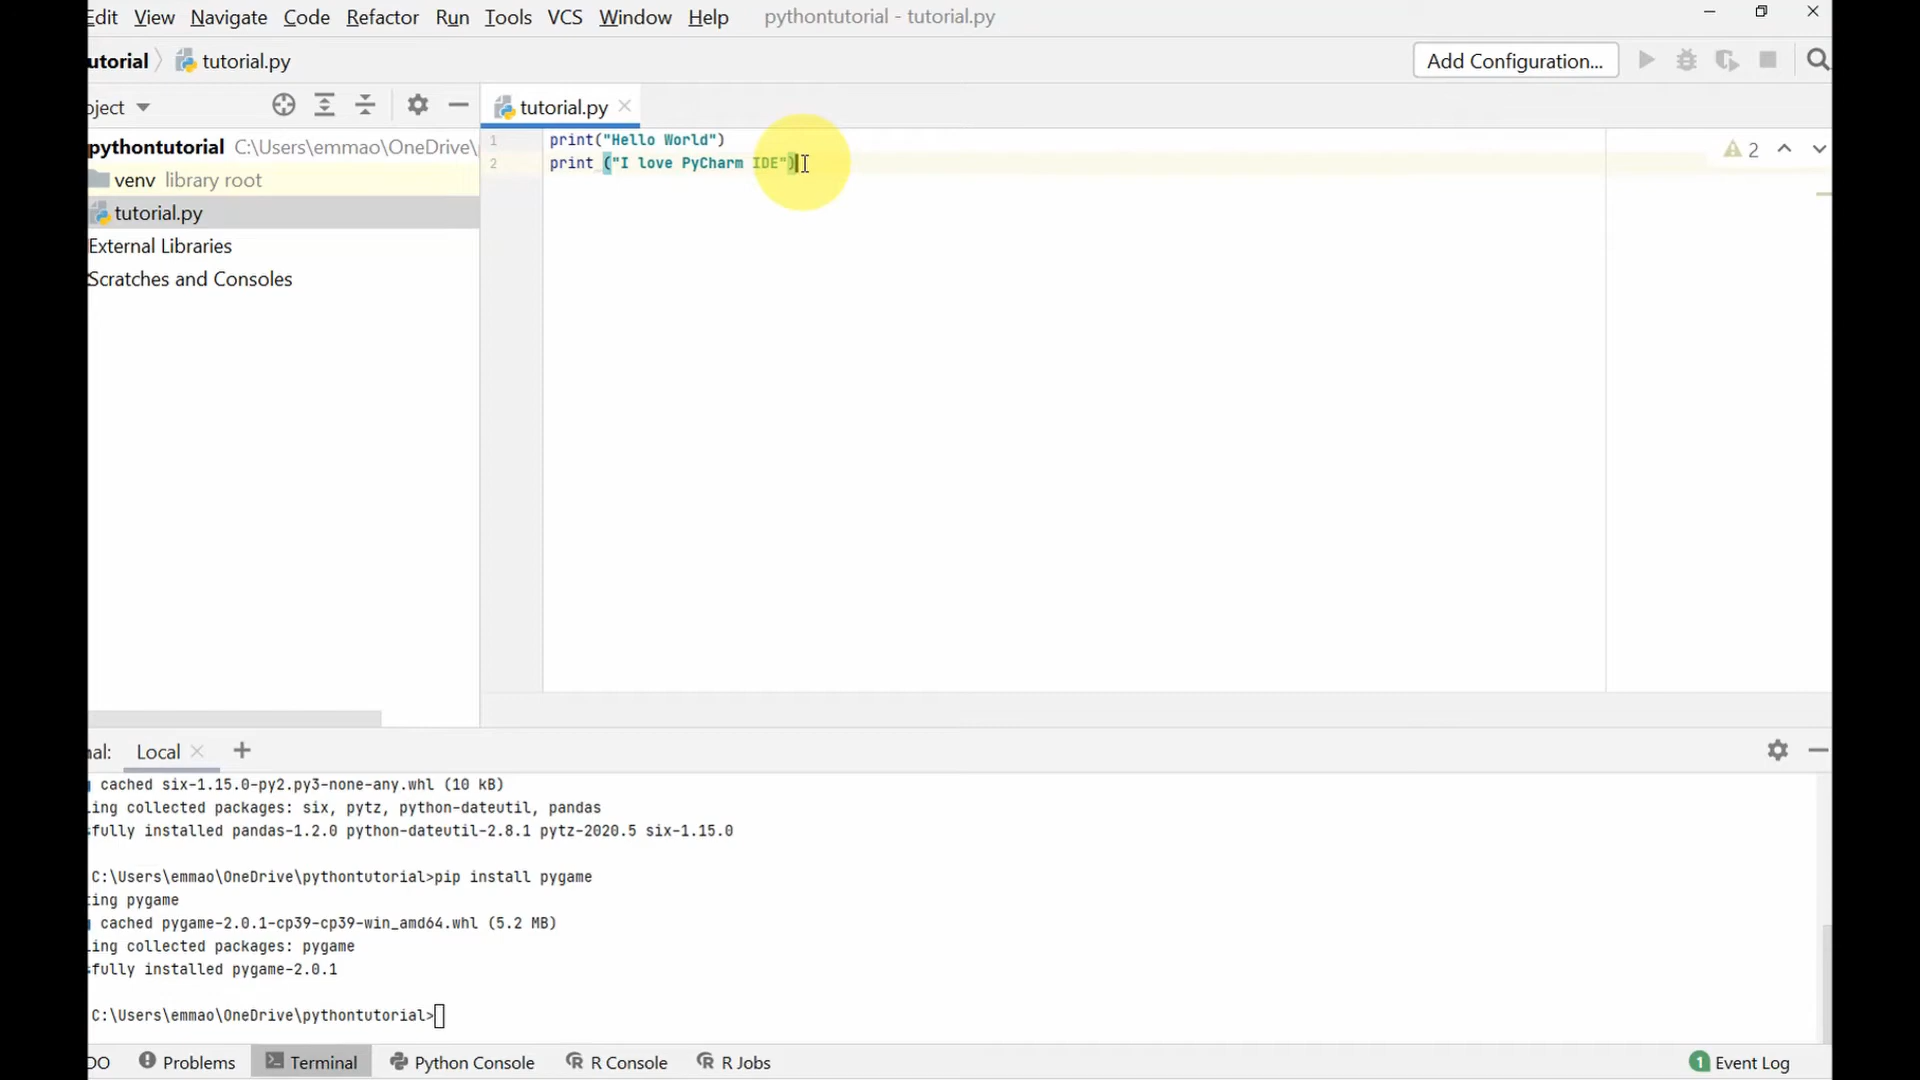 Edit View Navigate Code Refactor Run Tools VCS Window Help pythontutorial - tutorial.py
utorial tutorial.py Add Configuration...
oject tutorial.py
pythontutorial C:\Users\emmao\OneDrive\
venv library root
tutorial.py
External Libraries
Scratches and Consoles
1 print("Hello World")
2 print ("I love PyCharm IDE")
2
nal: Local
g cached six-1.15.0-py2.py3-none-any.whl (10 kB)
ling collected packages: six, pytz, python-dateutil, pandas
sfully installed pandas-1.2.0 python-dateutil-2.8.1 pytz-2020.5 six-1.15.0
C:\Users\emmao\OneDrive\pythontutorial>pip install pygame
ting pygame
g cached pygame-2.0.1-cp39-cp39-win_amd64.whl (5.2 MB)
ling collected packages: pygame
sfully installed pygame-2.0.1
C:\Users\emmao\OneDrive\pythontutorial>
DO Problems Terminal Python Console R Console R Jobs 1 Event Log